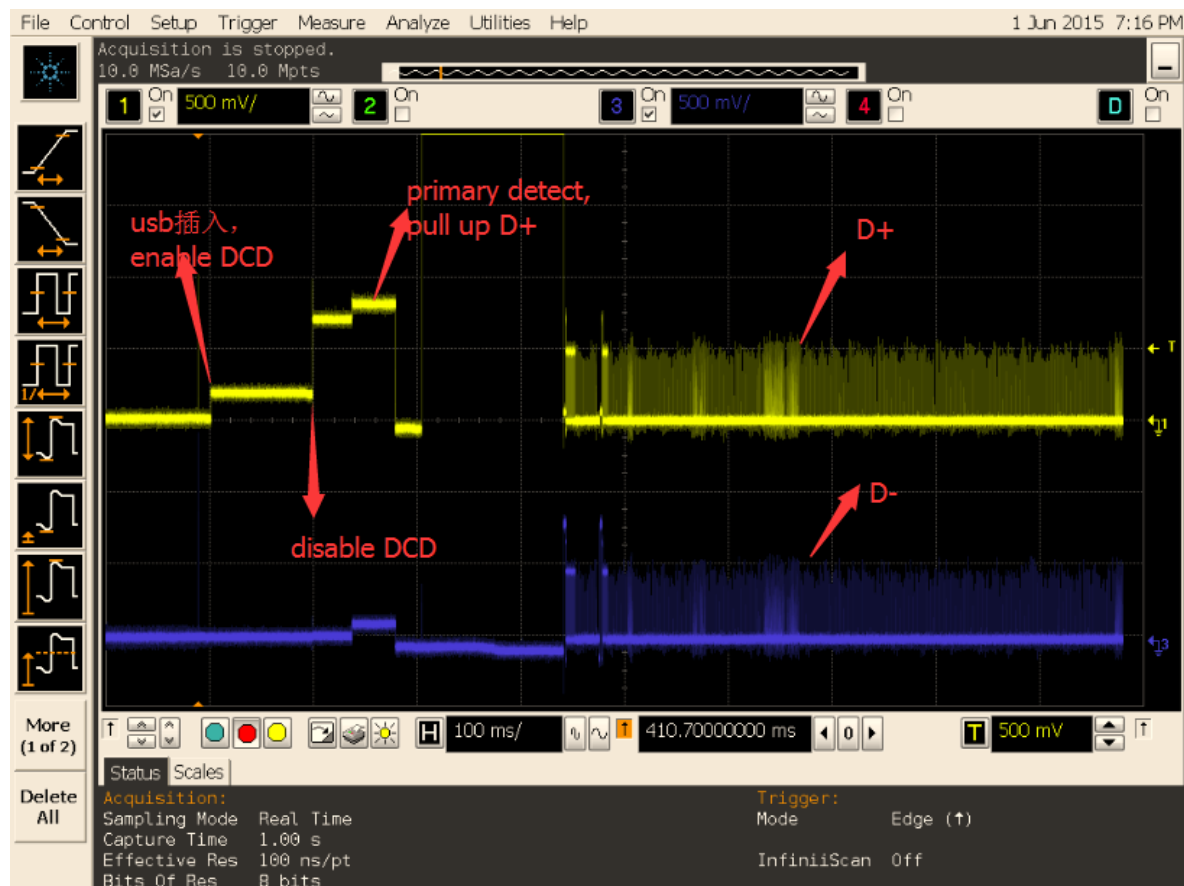 File Control Setup Trigger Measure Analyze Utilities Help 1 Jun 2015 7:16 PM
Acquisition is stopped.
10.0 MSa/s 10.0 Mpts
1 On 500 mV/ 2 On 3 On 500 mV/ 4 On D On
primary detect,
pull up D+
usb插入，
enable DCD
D+
T
1/
1
D-
disable DCD
3
More
(1 of 2)
H 100 ms/ 410.70000000 ms 0 T 500 mV
Status Scales
Delete
All
Acquisition: Trigger:
Sampling Mode Real Time Mode Edge (↑)
Capture Time 1.00 s
Effective Res 100 ns/pt InfiniiScan Off
Bits Of Res 8 bits